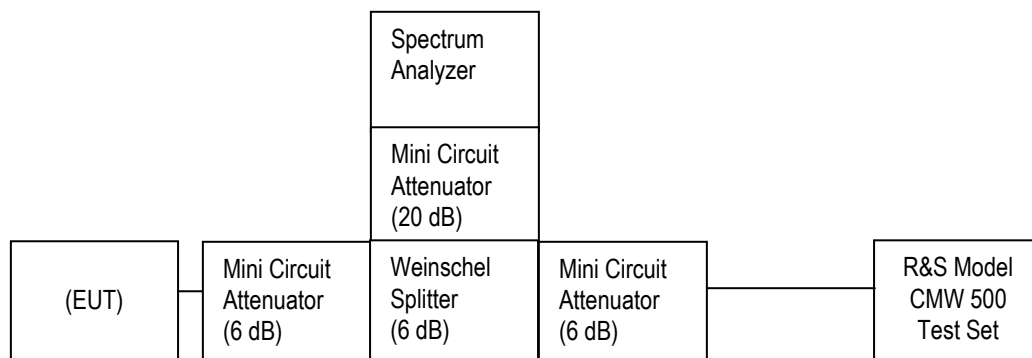 Spectrum
Analyzer
Mini Circuit
Attenuator
(20 dB)
(EUT)
Mini Circuit
Attenuator
(6 dB)
Weinschel
Splitter
(6 dB)
Mini Circuit
Attenuator
(6 dB)
R&S Model
CMW 500
Test Set